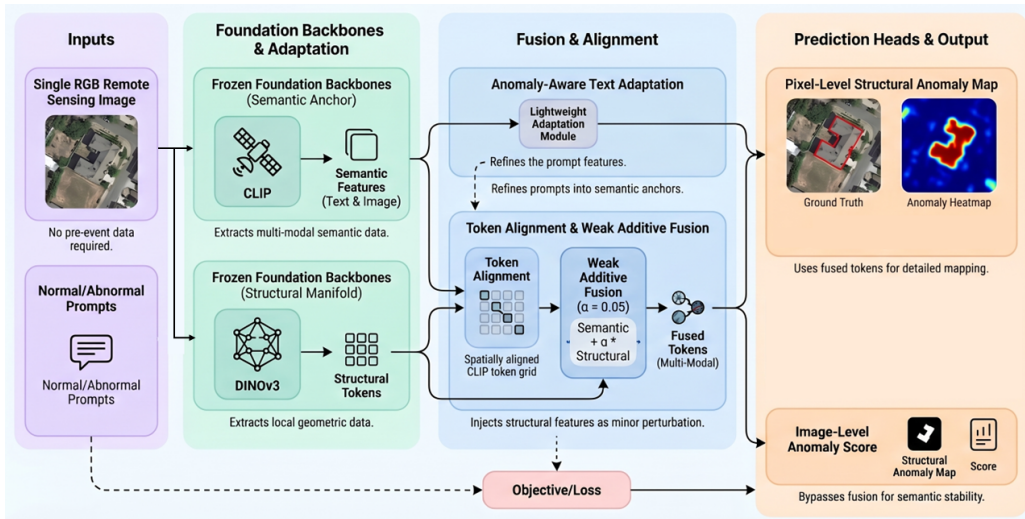 Inputs
Single RGB Remote
Sensing Image
No pre-event data
required.
Normal/Abnormal
Prompts
Normal/Abnormal
Prompts
Foundation Backbones
& Adaptation
Frozen Foundation Backbones
(Semantic Anchor)
CLIP
Semantic
Features
(Text & Image)
Extracts multi-modal semantic data.
Frozen Foundation Backbones
(Structural Manifold)
DINOv3
Structural
Tokens
Extracts local geometric data.
Fusion & Alignment
Anomaly-Aware Text Adaptation
Lightweight
Adaptation
Module
Refines the prompt features.
Refines prompts into semantic anchors.
Token Alignment & Weak Additive Fusion
Token
Alignment
Spatially aligned
CLIP token grid
Weak
Additive
Fusion
(α = 0.05)
Semantic
+ α *
Structural
Fused
Tokens
(Multi-Modal)
Injects structural features as minor perturbation.
Objective/Loss
Prediction Heads & Output
Pixel-Level Structural Anomaly Map
Ground Truth
Anomaly Heatmap
Uses fused tokens for detailed mapping.
Image-Level
Anomaly Score
Structural
Anomaly Map
Score
Bypasses fusion for semantic stability.